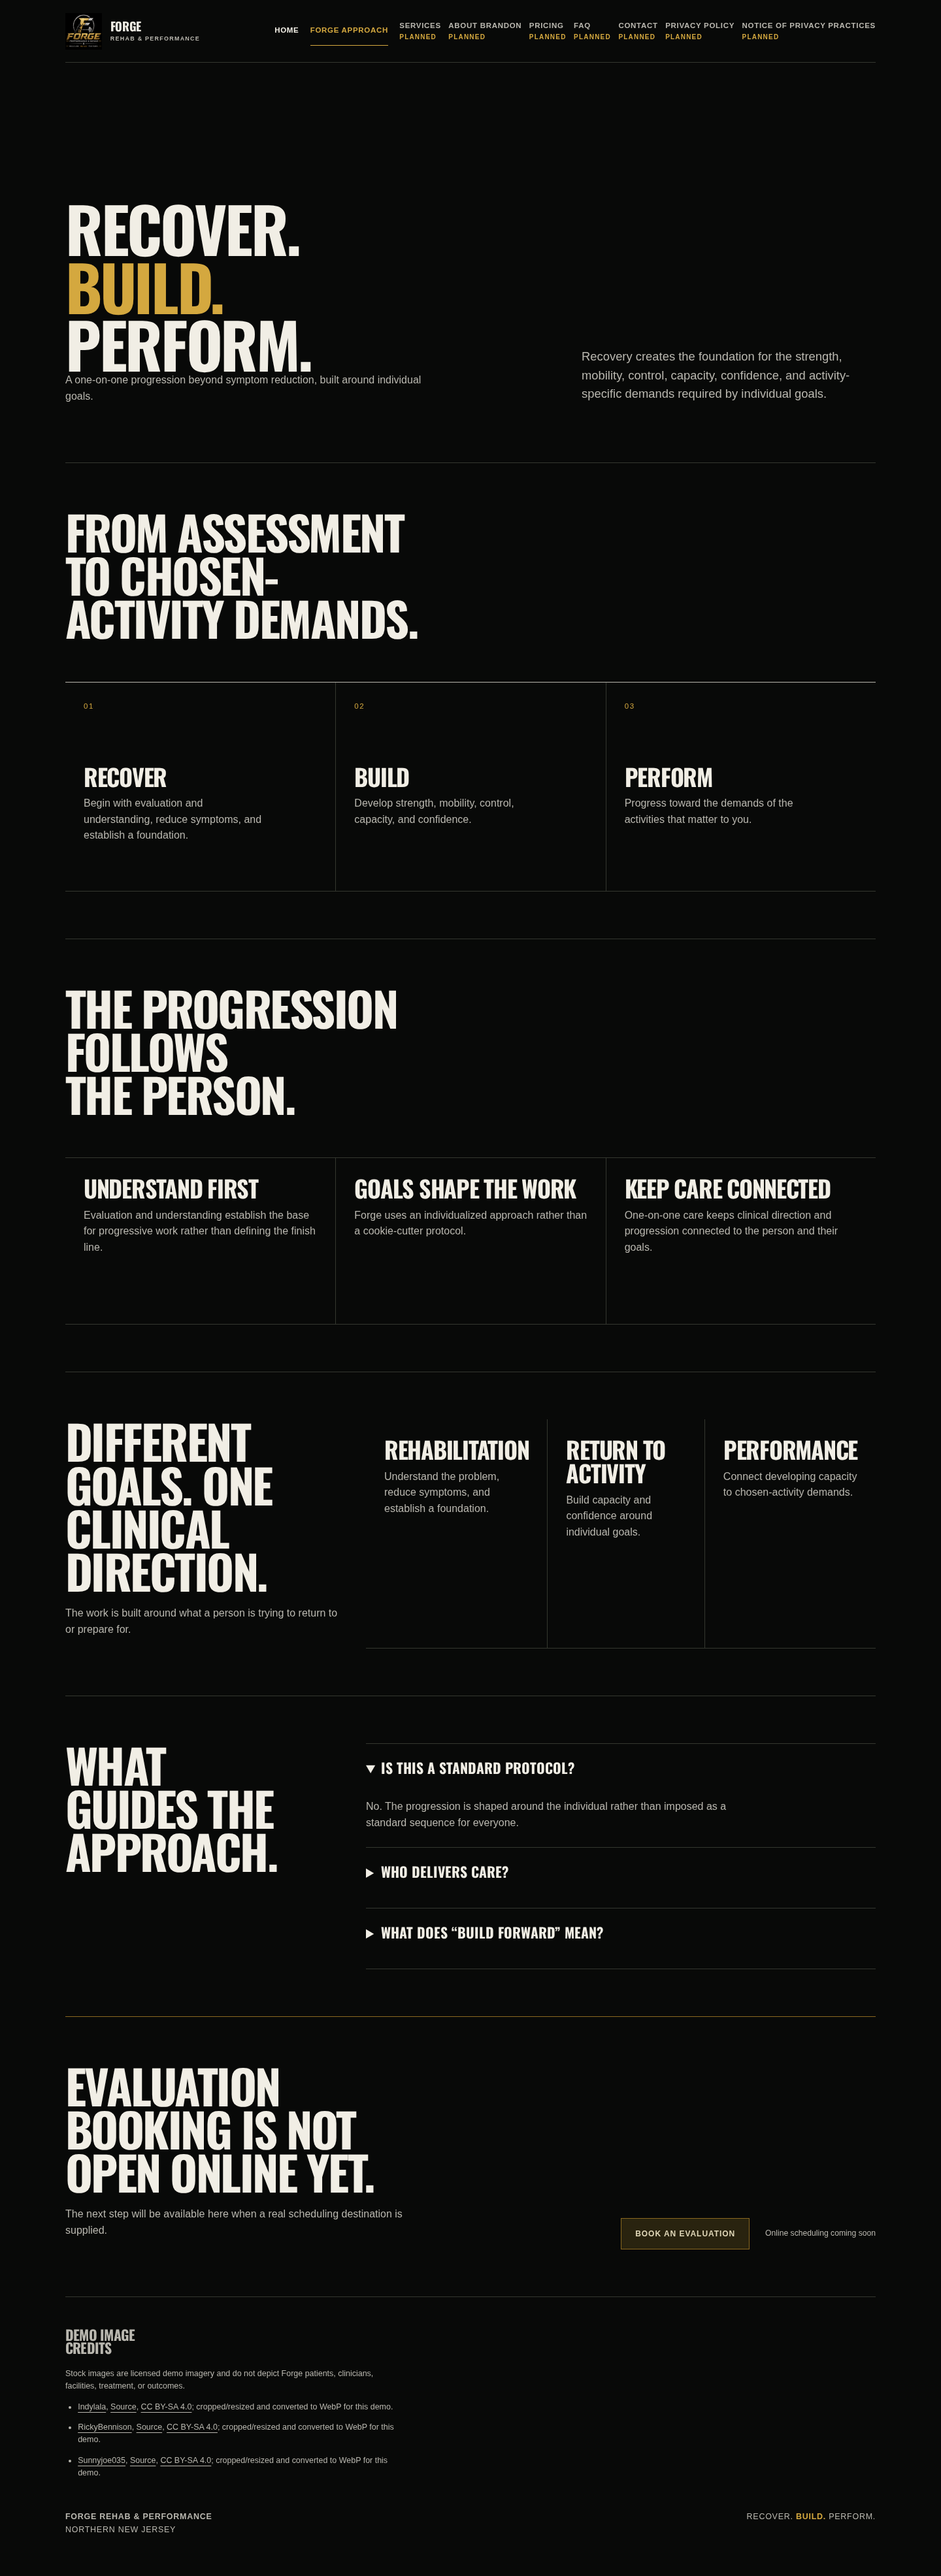 FORGE
FORGE
REHAB & PERFORMANCE
HOME
FORGE APPROACH
SERVICES
PLANNED
ABOUT BRANDON
PLANNED
PRICING
PLANNED
FAQ
PLANNED
CONTACT
PLANNED
PRIVACY POLICY
PLANNED
NOTICE OF PRIVACY PRACTICES
PLANNED
RECOVER.
BUILD.
PERFORM.
A one-on-one progression beyond symptom reduction, built around individual
goals.
Recovery creates the foundation for the strength,
mobility, control, capacity, confidence, and activity-
specific demands required by individual goals.
FROM ASSESSMENT
TO CHOSEN-
ACTIVITY DEMANDS.
01
RECOVER
Begin with evaluation and
understanding, reduce symptoms, and
establish a foundation.
02
BUILD
Develop strength, mobility, control,
capacity, and confidence.
03
PERFORM
Progress toward the demands of the
activities that matter to you.
THE PROGRESSION
FOLLOWS
THE PERSON.
UNDERSTAND FIRST
Evaluation and understanding establish the base
for progressive work rather than defining the finish
line.
GOALS SHAPE THE WORK
Forge uses an individualized approach rather than
a cookie-cutter protocol.
KEEP CARE CONNECTED
One-on-one care keeps clinical direction and
progression connected to the person and their
goals.
DIFFERENT
GOALS. ONE
CLINICAL
DIRECTION.
The work is built around what a person is trying to return to
or prepare for.
REHABILITATION
Understand the problem,
reduce symptoms, and
establish a foundation.
RETURN TO
ACTIVITY
Build capacity and
confidence around
individual goals.
PERFORMANCE
Connect developing capacity
to chosen-activity demands.
WHAT
GUIDES THE
APPROACH.
IS THIS A STANDARD PROTOCOL?
No. The progression is shaped around the individual rather than imposed as a
standard sequence for everyone.
WHO DELIVERS CARE?
WHAT DOES “BUILD FORWARD” MEAN?
EVALUATION
BOOKING IS NOT
OPEN ONLINE YET.
The next step will be available here when a real scheduling destination is
supplied.
BOOK AN EVALUATION
Online scheduling coming soon
DEMO IMAGE
CREDITS
Stock images are licensed demo imagery and do not depict Forge patients, clinicians,
facilities, treatment, or outcomes.
• Indylala, Source, CC BY-SA 4.0; cropped/resized and converted to WebP for this demo.
• RickyBennison, Source, CC BY-SA 4.0; cropped/resized and converted to WebP for this
demo.
• Sunnyjoe035, Source, CC BY-SA 4.0; cropped/resized and converted to WebP for this
demo.
FORGE REHAB & PERFORMANCE
NORTHERN NEW JERSEY
RECOVER. BUILD. PERFORM.